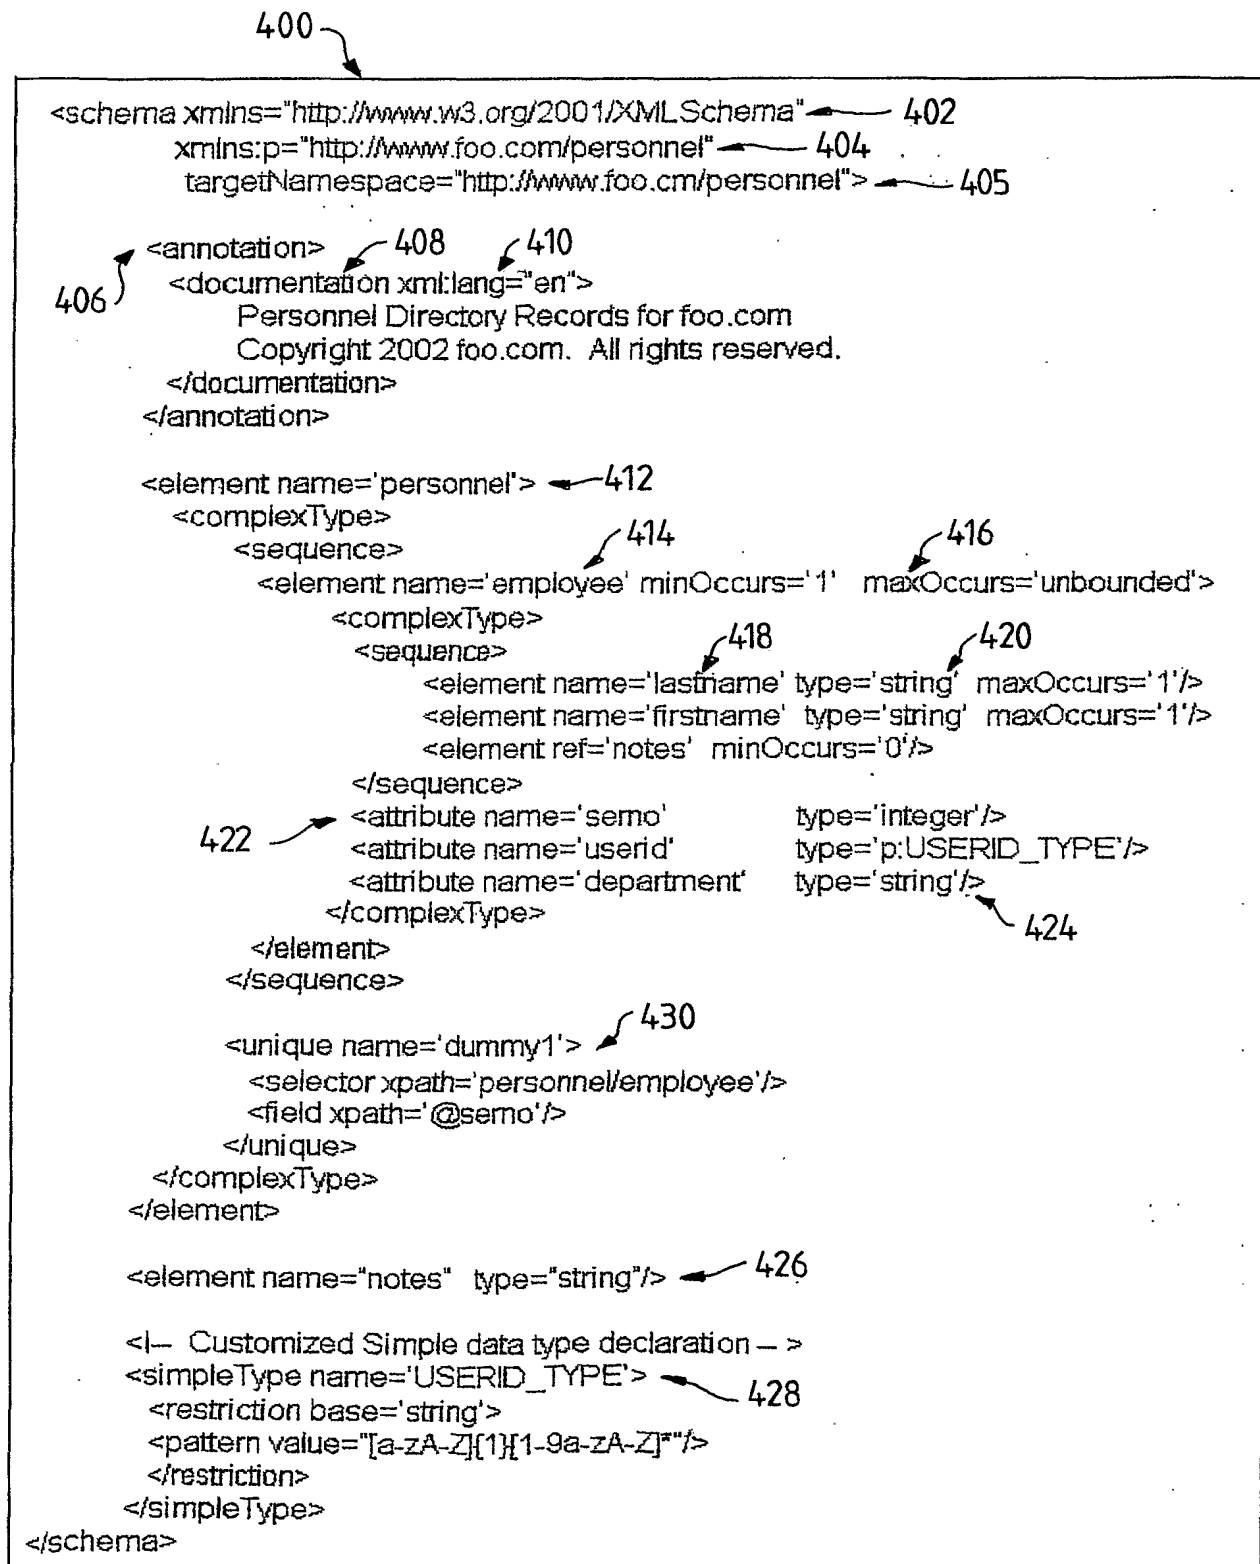 400
<schema xmlns="http://www.w3.org/2001/XMLSchema" 402
xmlns:p="http://www.foo.com/personnel" 404
targetNamespace="http://www.foo.cm/personnel"> 405
408 410
<annotation>
406 <documentation xml:lang="en">
Personnel Directory Records for foo.com
Copyright 2002 foo.com. All rights reserved.
</documentation>
</annotation>
<element name='personnel'> 412
<complexType>
414 416
<sequence>
<element name='employee' minOccurs='1' maxOccurs='unbounded'>
<complexType>
418 420
<sequence>
<element name='lastname' type='string' maxOccurs='1'/>
<element name='firstname' type='string' maxOccurs='1'/>
<element ref='notes' minOccurs='0'/>
</sequence>
422 <attribute name='serno' type='integer'/>
<attribute name='userid' type='p:USERID_TYPE'/>
<attribute name='department' type='string'/>
</complexType> 424
</element>
</sequence>
430
<unique name='dummy1'>
<selector xpath='personnel/employee'/>
<field xpath='@serno'/>
</unique>
</complexType>
</element>
<element name="notes" type="string"/> 426
<!-- Customized Simple data type declaration -- >
<simpleType name='USERID_TYPE'> 428
<restriction base='string'>
<pattern value="[a-zA-Z]{1}[1-9a-zA-Z]*"/>
</restriction>
</simpleType>
</schema>